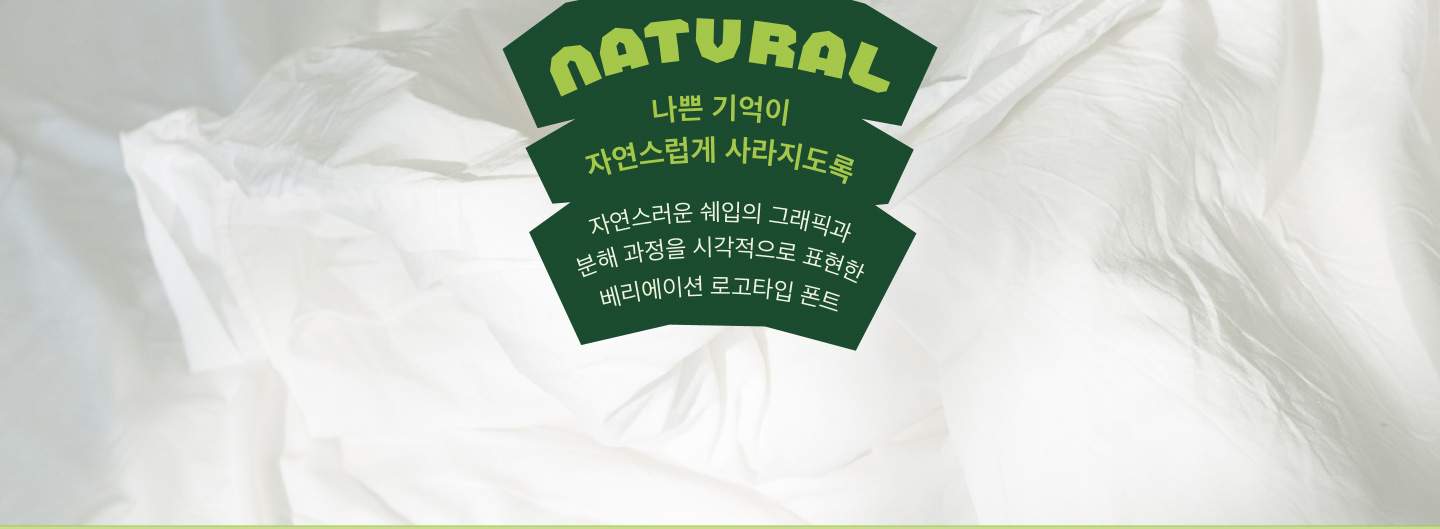 NATURAL
나쁜 기억이
자연스럽게 사라지도록
자연스러운 쉐입의 그래픽과
분해 과정을 시각적으로 표현한
베리에이션 로고타입 폰트